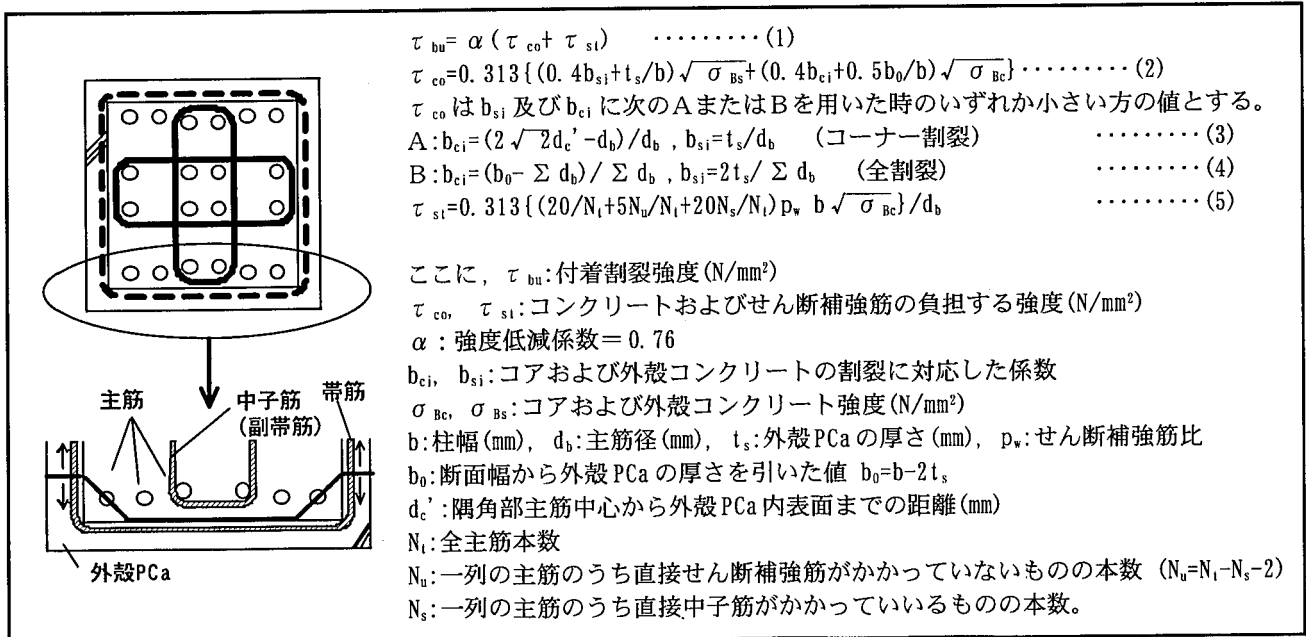 τbu= α(τco+ τst) ·········(1)
τco=0.313{(0.4bsi+ts/b)√σBs+(0.4bci+0.5b0/b)√σBc}·········(2)
τcoはbsi及びbciに次のAまたはBを用いた時のいずれか小さい方の値とする。
A:bci=(2√2dc'-db)/db, bsi=ts/db (コーナー割裂) ·········(3)
B:bci=(b0-Σdb)/Σdb, bsi=2ts/Σdb (全割裂) ·········(4)
τst=0.313{(20/Nt+5Nu/Nt+20Ns/Nt)pw b√σBc}/db ·········(5)
ここに, τbu:付着割裂強度(N/mm²)
τco, τst:コンクリートおよびせん断補強筋の負担する強度(N/mm²)
α:強度低減係数=0.76
bci, bsi:コアおよび外殻コンクリートの割裂に対応した係数
σBc, σBs:コアおよび外殻コンクリート強度(N/mm²)
b:柱幅(mm), db:主筋径(mm), ts:外殻PCaの厚さ(mm), pw:せん断補強筋比
b0:断面幅から外殻PCaの厚さを引いた値 b0=b-2ts
dc':隅角部主筋中心から外殻PCa内表面までの距離(mm)
Nt:全主筋本数
Nu:一列の主筋のうち直接せん断補強筋がかかっていないものの本数 (Nu=Nt-Ns-2)
Ns:一列の主筋のうち直接中子筋がかかっていいるものの本数。
主筋
中子筋
(副帯筋)
帯筋
外殻PCa